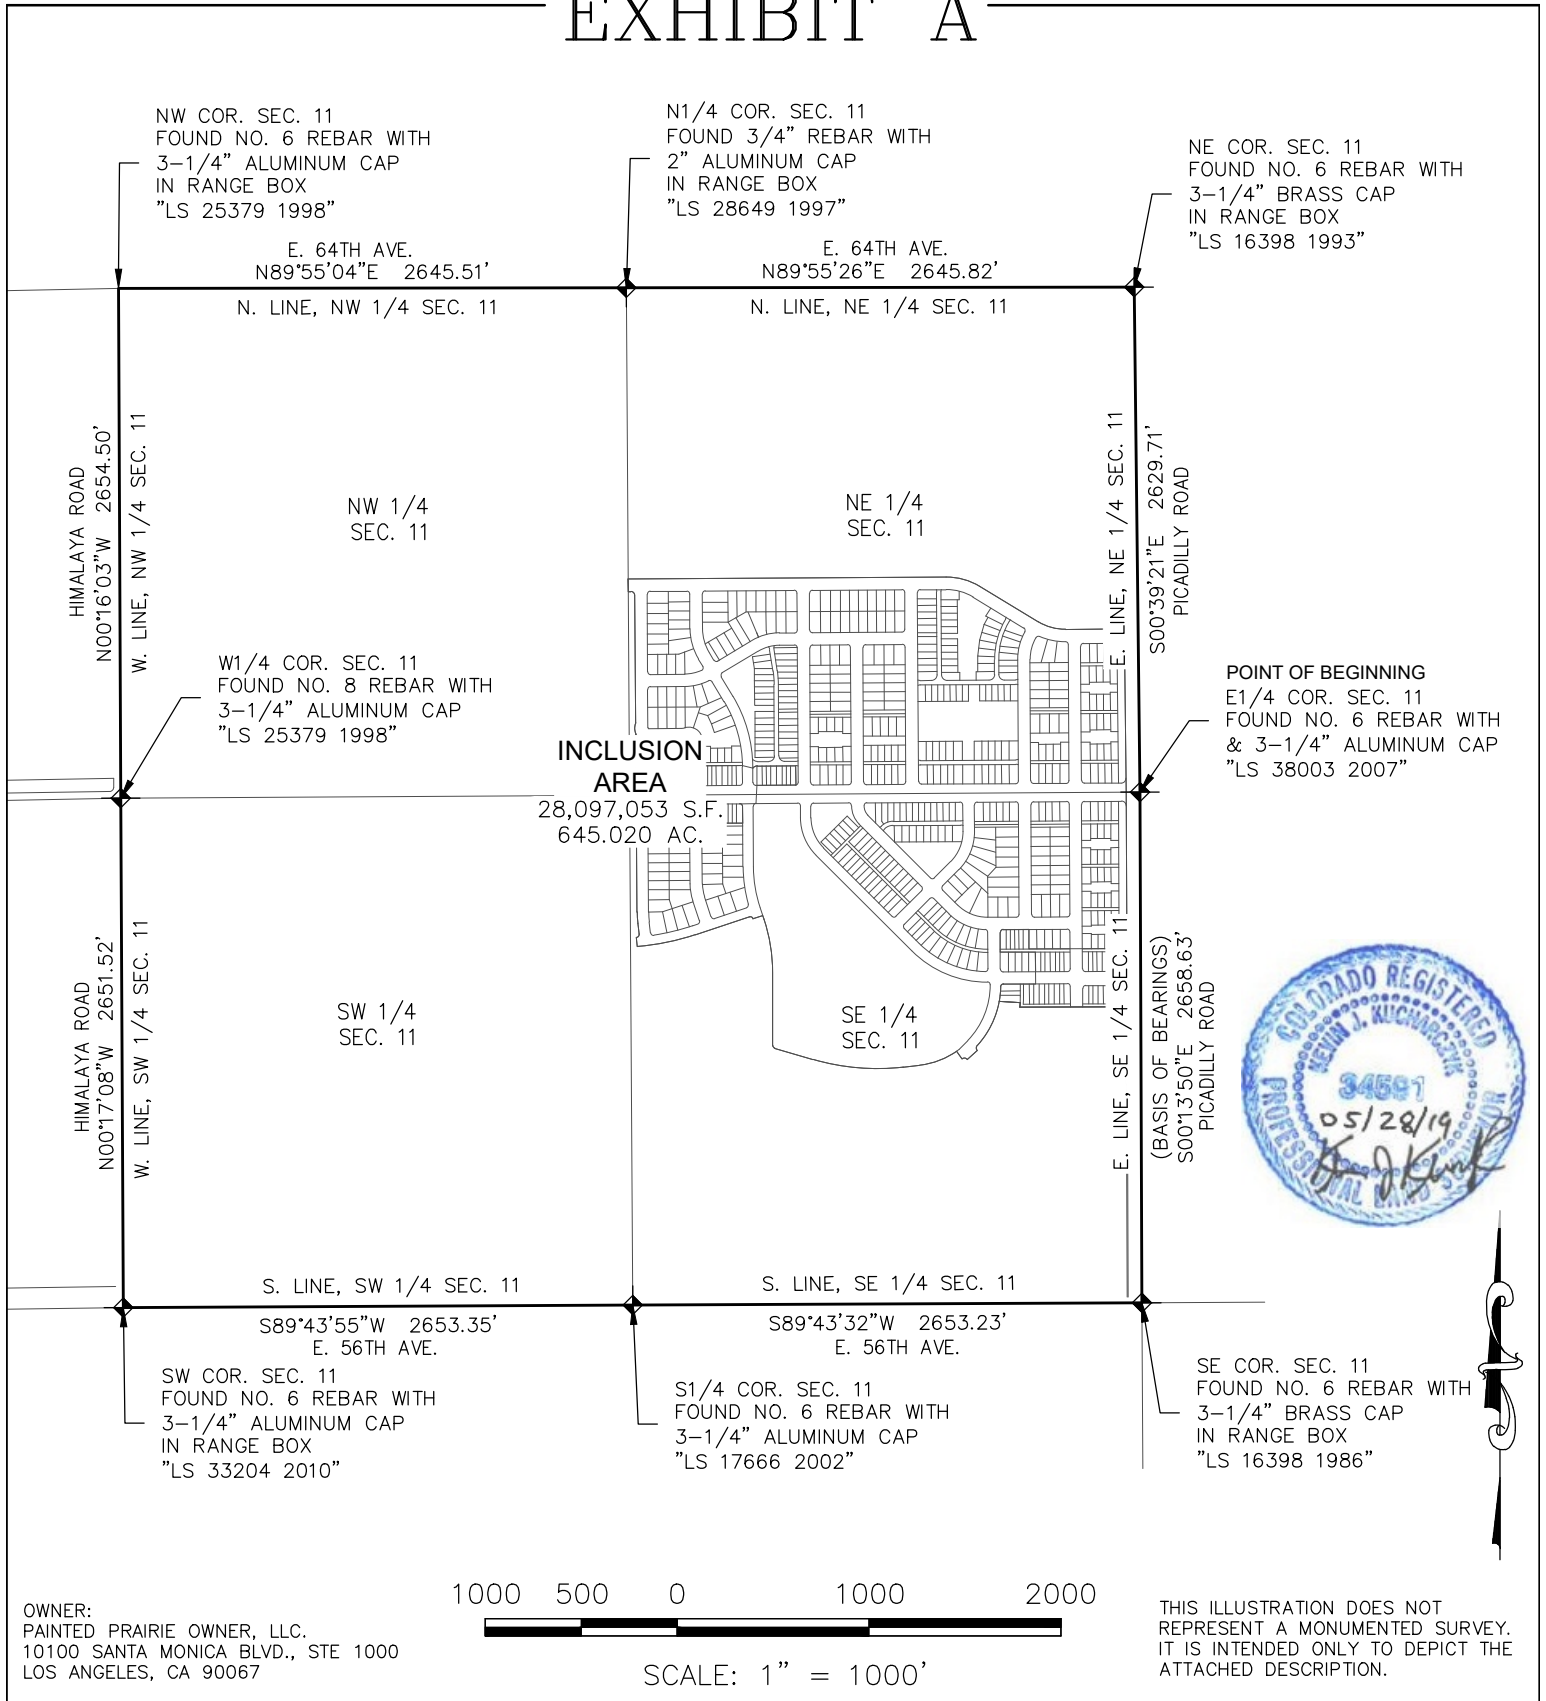 EXHIBIT A
NW COR. SEC. 11
FOUND NO. 6 REBAR WITH
3-1/4" ALUMINUM CAP
IN RANGE BOX
"LS 25379 1998"
N1/4 COR. SEC. 11
FOUND 3/4" REBAR WITH
2" ALUMINUM CAP
IN RANGE BOX
"LS 28649 1997"
NE COR. SEC. 11
FOUND NO. 6 REBAR WITH
3-1/4" BRASS CAP
IN RANGE BOX
"LS 16398 1993"
E. 64TH AVE.
N89°55'04"E 2645.51'
N. LINE, NW 1/4 SEC. 11
E. 64TH AVE.
N89°55'26"E 2645.82'
N. LINE, NE 1/4 SEC. 11
HIMALAYA ROAD
N00°16'03"W 2654.50'
W. LINE, NW 1/4 SEC. 11
NW 1/4
SEC. 11
NE 1/4
SEC. 11
E. LINE, NE 1/4 SEC. 11
S00°39'21"E 2629.71'
PICADILLY ROAD
W1/4 COR. SEC. 11
FOUND NO. 8 REBAR WITH
3-1/4" ALUMINUM CAP
"LS 25379 1998"
POINT OF BEGINNING
E1/4 COR. SEC. 11
FOUND NO. 6 REBAR WITH
& 3-1/4" ALUMINUM CAP
"LS 38003 2007"
INCLUSION
AREA
28,097,053 S.F.
645.020 AC.
HIMALAYA ROAD
N00°17'08"W 2651.52'
W. LINE, SW 1/4 SEC. 11
SW 1/4
SEC. 11
SE 1/4
SEC. 11
E. LINE, SE 1/4 SEC. 11
(BASIS OF BEARINGS)
S00°13'50"E 2658.63'
PICADILLY ROAD
COLORADO REGISTERED
KEVIN J. KUCHARCZYK
34591
05/28/19
PROFESSIONAL LAND SURVEYOR
S. LINE, SW 1/4 SEC. 11
S89°43'55"W 2653.35'
E. 56TH AVE.
S. LINE, SE 1/4 SEC. 11
S89°43'32"W 2653.23'
E. 56TH AVE.
SW COR. SEC. 11
FOUND NO. 6 REBAR WITH
3-1/4" ALUMINUM CAP
IN RANGE BOX
"LS 33204 2010"
S1/4 COR. SEC. 11
FOUND NO. 6 REBAR WITH
3-1/4" ALUMINUM CAP
"LS 17666 2002"
SE COR. SEC. 11
FOUND NO. 6 REBAR WITH
3-1/4" BRASS CAP
IN RANGE BOX
"LS 16398 1986"
OWNER:
PAINTED PRAIRIE OWNER, LLC.
10100 SANTA MONICA BLVD., STE 1000
LOS ANGELES, CA 90067
1000 500 0 1000 2000
SCALE: 1" = 1000'
THIS ILLUSTRATION DOES NOT
REPRESENT A MONUMENTED SURVEY.
IT IS INTENDED ONLY TO DEPICT THE
ATTACHED DESCRIPTION.